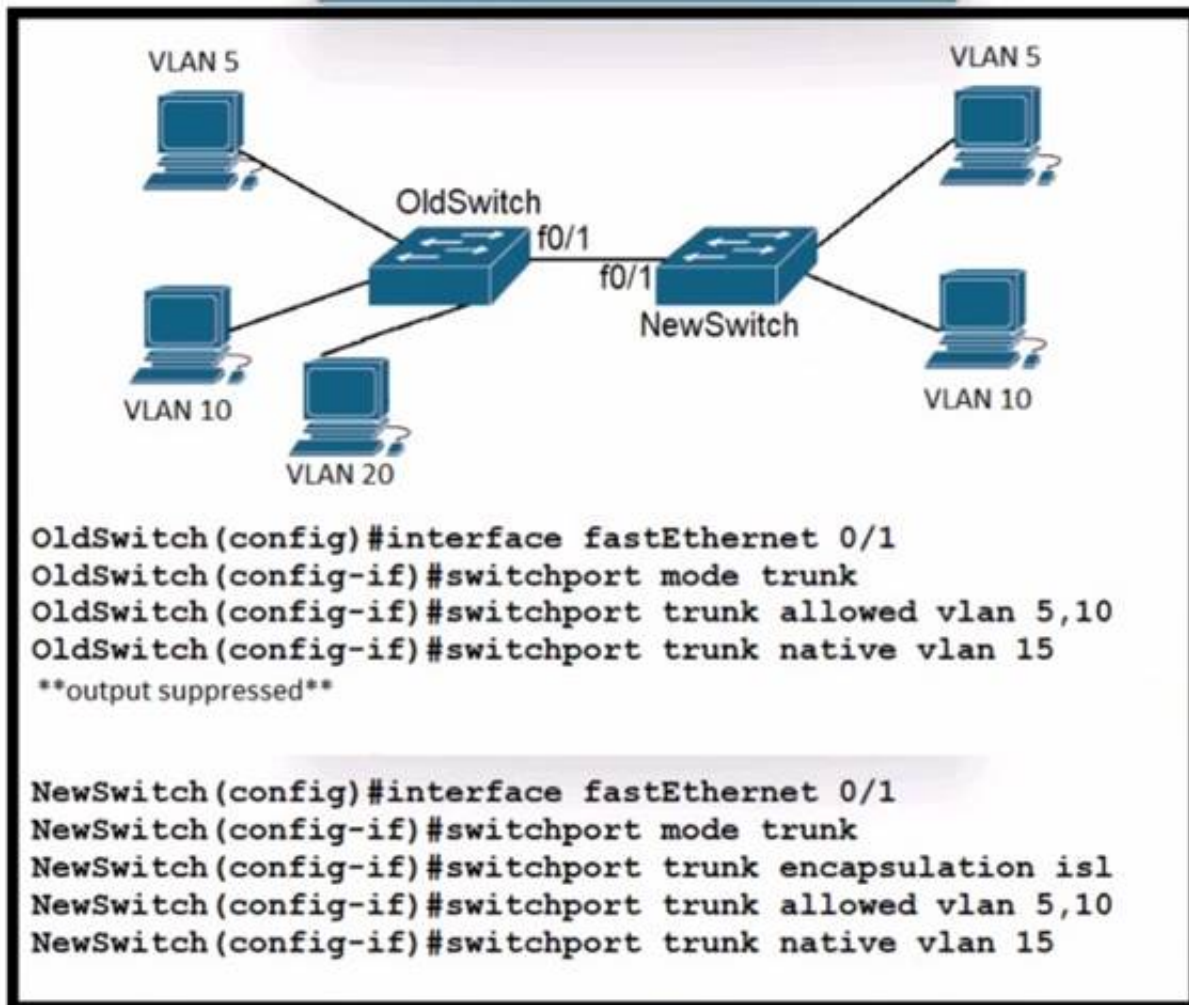 VLAN 5
VLAN 5
OldSwitch
f0/1
f0/1
NewSwitch
VLAN 10
VLAN 10
VLAN 20
OldSwitch(config)#interface fastEthernet 0/1
OldSwitch(config-if)#switchport mode trunk
OldSwitch(config-if)#switchport trunk allowed vlan 5,10
OldSwitch(config-if)#switchport trunk native vlan 15
**output suppressed**
NewSwitch(config)#interface fastEthernet 0/1
NewSwitch(config-if)#switchport mode trunk
NewSwitch(config-if)#switchport trunk encapsulation isl
NewSwitch(config-if)#switchport trunk allowed vlan 5,10
NewSwitch(config-if)#switchport trunk native vlan 15